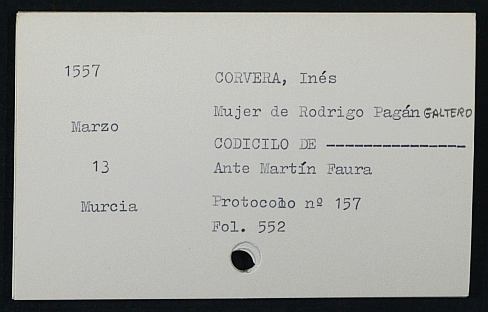 1557
CORVERA, Inés
Mujer de Rodrigo Pagán GALTERO
Marzo
CODICILO DE ---------------
13
Ante Martín Faura
Murcia
Protocolo nº 157
Fol. 552